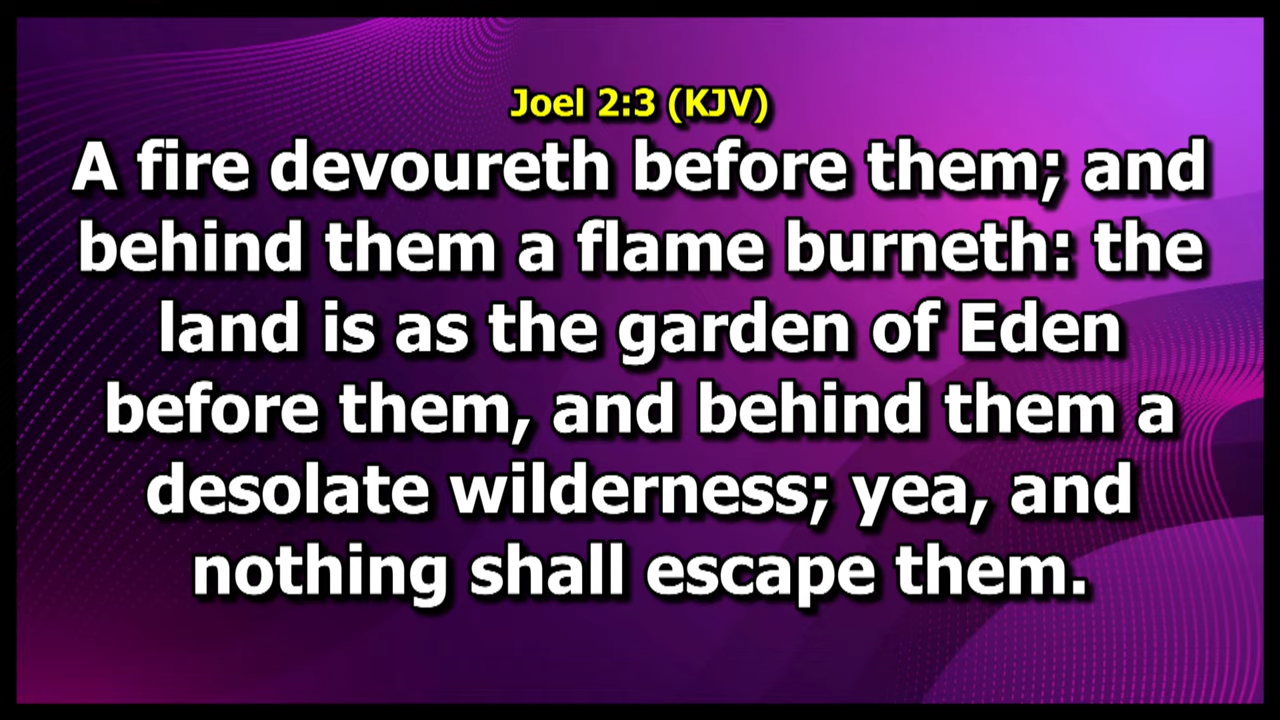 Joel 2:3 (KJV)
A fire devoureth before them; and
behind them a flame burneth: the
land is as the garden of Eden
before them, and behind them a
desolate wilderness; yea, and
nothing shall escape them.